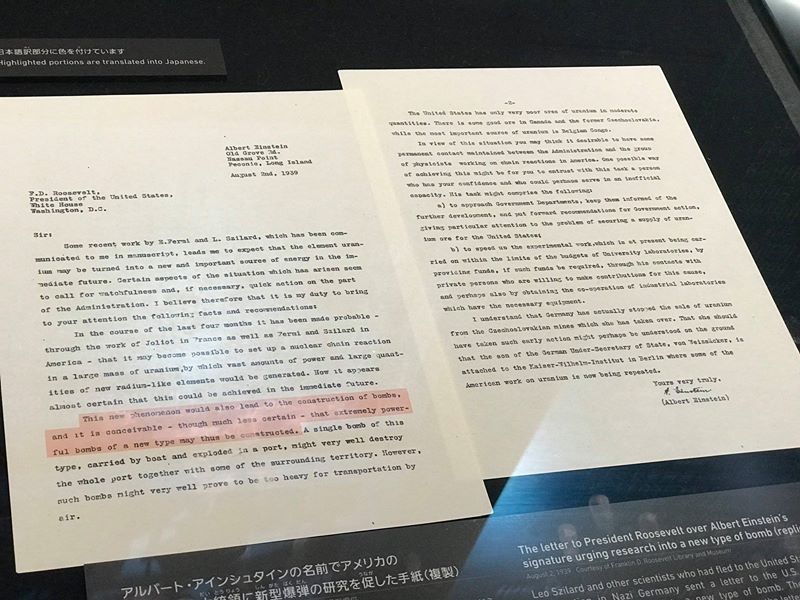 日本語訳部分に色を付けています
Highlighted portions are translated into Japanese.
Albert Einstein
Old Grove Rd.
Nassau Point
Peconic, Long Island
August 2nd, 1939
F.D. Roosevelt,
President of the United States,
White House
Washington, D.C.
Sir:
Some recent work by E.Fermi and L. Szilard, which has been com-
municated to me in manuscript, leads me to expect that the element uran-
ium may be turned into a new and important source of energy in the im-
mediate future. Certain aspects of the situation which has arisen seem
to call for watchfulness and, if necessary, quick action on the part
of the Administration. I believe therefore that it is my duty to bring
to your attention the following facts and recommendations:
In the course of the last four months it has been made probable -
through the work of Joliot in France as well as Fermi and Szilard in
America - that it may become possible to set up a nuclear chain reaction
in a large mass of uranium,by which vast amounts of power and large quant-
ities of new radium-like elements would be generated. Now it appears
almost certain that this could be achieved in the immediate future.
This new phenomenon would also lead to the construction of bombs,
and it is conceivable - though much less certain - that extremely power-
ful bombs of a new type may thus be constructed. A single bomb of this
type, carried by boat and exploded in a port, might very well destroy
the whole port together with some of the surrounding territory. However,
such bombs might very well prove to be too heavy for transportation by
air.
-2-
The United States has only very poor ores of uranium in moderate
quantities. There is some good ore in Canada and the former Czechoslovakia,
while the most important source of uranium is Belgian Congo.
In view of this situation you may think it desirable to have some
permanent contact maintained between the Administration and the group
of physicists working on chain reactions in America. One possible way
of achieving this might be for you to entrust with this task a person
who has your confidence and who could perhaps serve in an inofficial
capacity. His task might comprise the following:
a) to approach Government Departments, keep them informed of the
further development, and put forward recommendations for Government action,
giving particular attention to the problem of securing a supply of uran-
ium ore for the United States;
b) to speed up the experimental work,which is at present being car-
ried on within the limits of the budgets of University laboratories, by
providing funds, if such funds be required, through his contacts with
private persons who are willing to make contributions for this cause,
and perhaps also by obtaining the co-operation of industrial laboratories
which have the necessary equipment.
I understand that Germany has actually stopped the sale of uranium
from the Czechoslovakian mines which she has taken over. That she should
have taken such early action might perhaps be understood on the ground
that the son of the German Under-Secretary of State, von Weizsäcker, is
attached to the Kaiser-Wilhelm-Institut in Berlin where some of the
American work on uranium is now being repeated.
Yours very truly,
A. Einstein
(Albert Einstein)
アルバート・アインシュタインの名前でアメリカの
統領に新型爆弾の研究を促した手紙(複製)
The letter to President Roosevelt over Albert Einstein's
signature urging research into a new type of bomb
August 2, 1939 Courtesy of Franklin D. Roosevelt Library and Museum
Leo Szilard and other scientists who had fled to the United
in Nazi Germany sent a letter to the U.S.
new type of bomb.